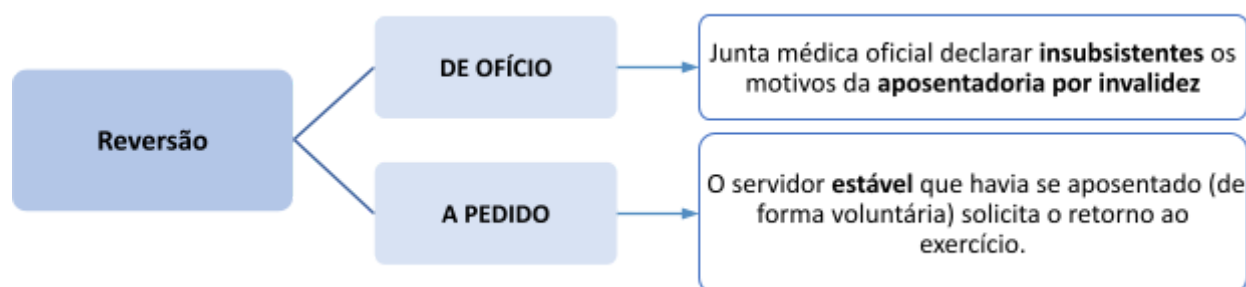 Reversão
DE OFÍCIO
Junta médica oficial declarar insubsistentes os
motivos da aposentadoria por invalidez
A PEDIDO
O servidor estável que havia se aposentado (de
forma voluntária) solicita o retorno ao
exercício.